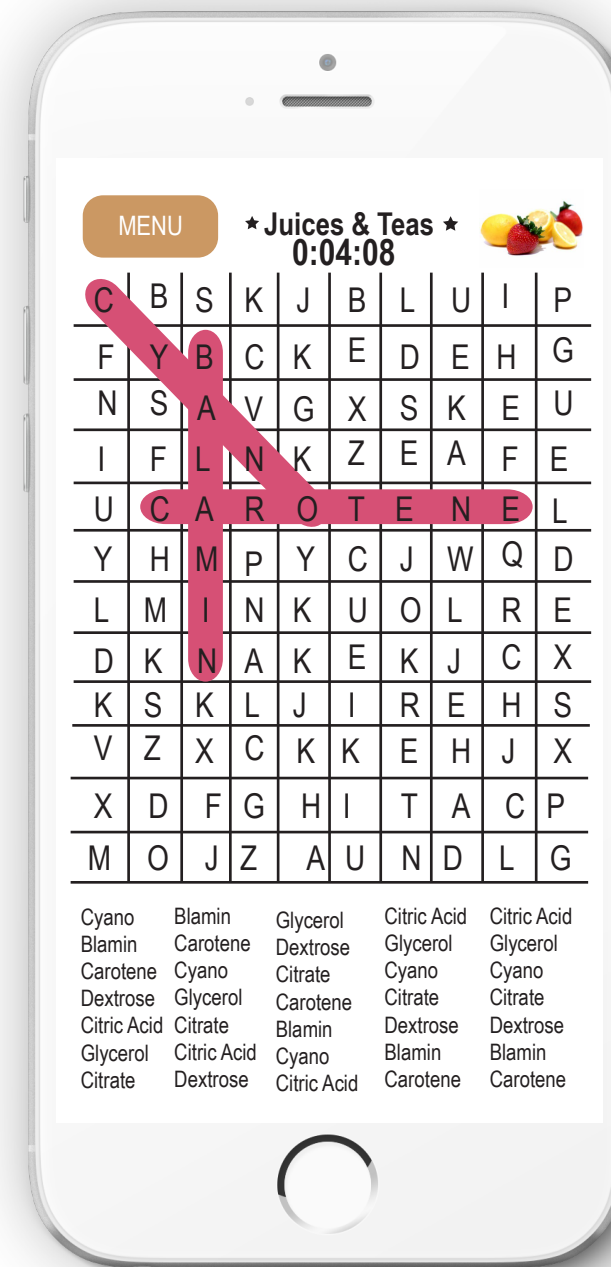 MENU
★ Juices & Teas ★
0:04:08
C B S K J B L U I P
F Y B C K E D E H G
N S A V G X S K E U
I F L N K Z E A F E
U C A R O T E N E L
Y H M P Y C J W Q D
L M I N K U O L R E
D K N A K E K J C X
K S K L J I R E H S
V Z X C K K E H J X
X D F G H I T A C P
M O J Z A U N D L G
Cyano Blamin Glycerol Citric Acid Citric Acid
Blamin Carotene Dextrose Glycerol Glycerol
Carotene Cyano Citrate Cyano Cyano
Dextrose Glycerol Carotene Citrate Citrate
Citric Acid Citrate Blamin Dextrose Dextrose
Glycerol Citric Acid Cyano Blamin Blamin
Citrate Dextrose Citric Acid Carotene Carotene